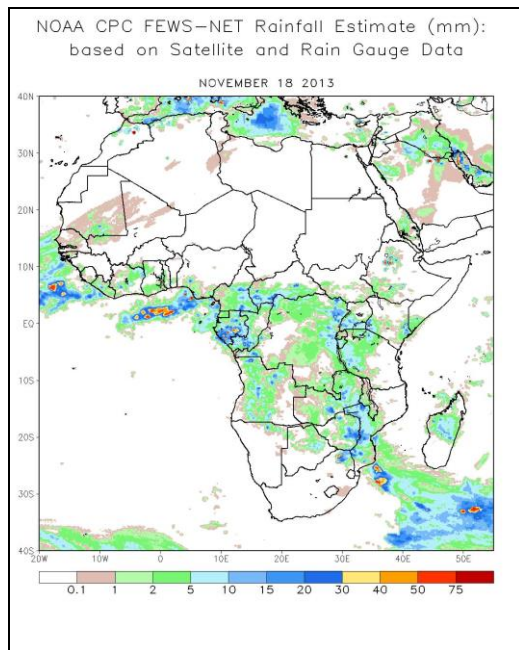 NOAA CPC FEWS-NET Rainfall Estimate (mm):
based on Satellite and Rain Gauge Data
NOVEMBER 18 2013
40N
30N
20N
10N
EQ
10S
20S
30S
40S
20W 10W 0 10E 20E 30E 40E 50E
0.1 1 2 5 10 15 20 30 40 50 75